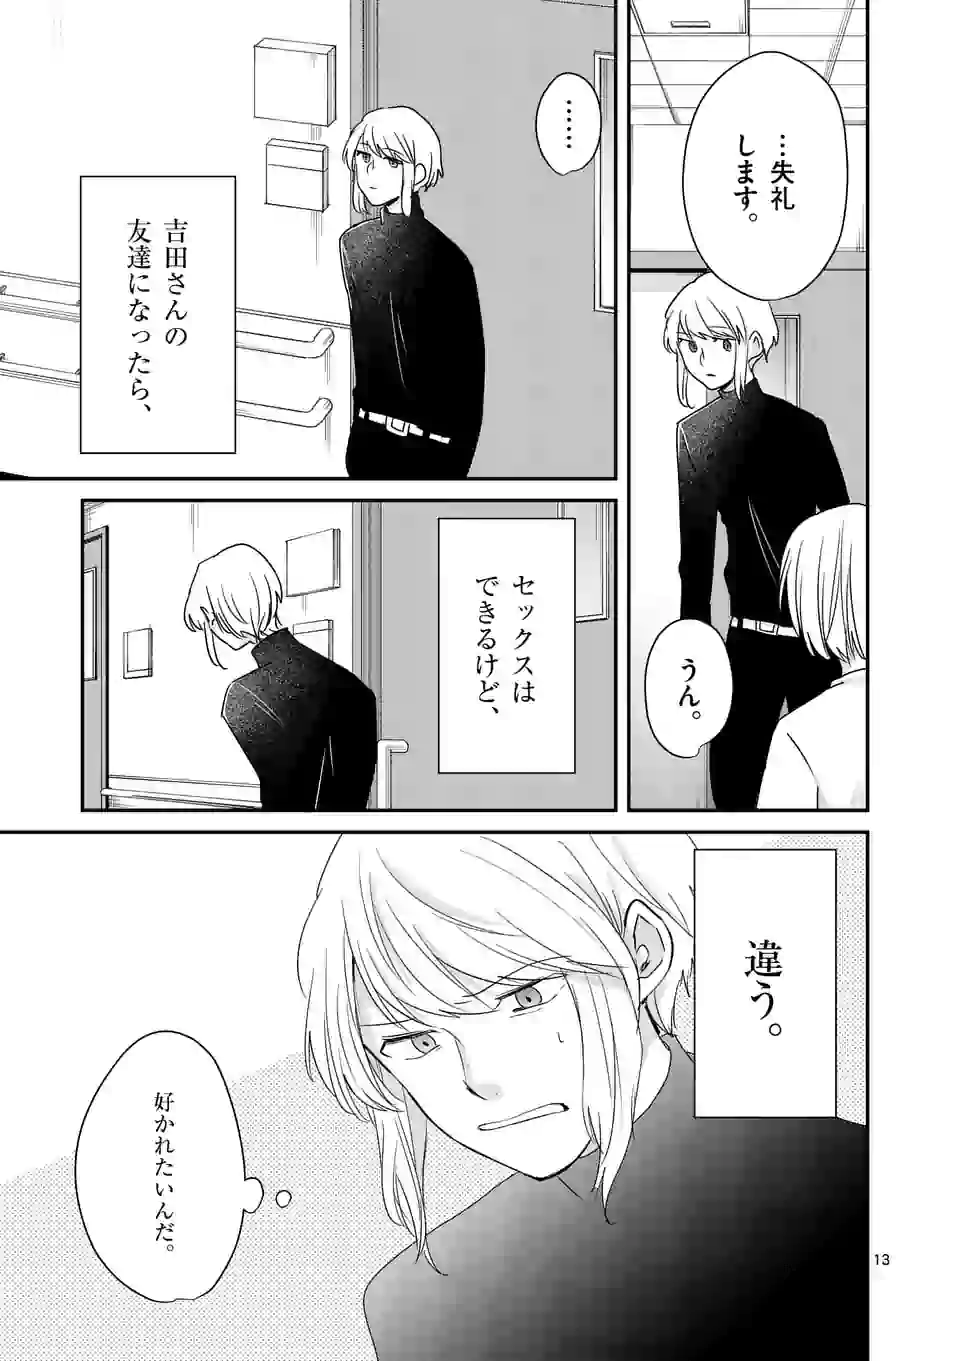 …失礼
します。
うん。
……
吉田さんの
友達になったら、
セックスは
できるけど、
違う。
好かれたいんだ。
13